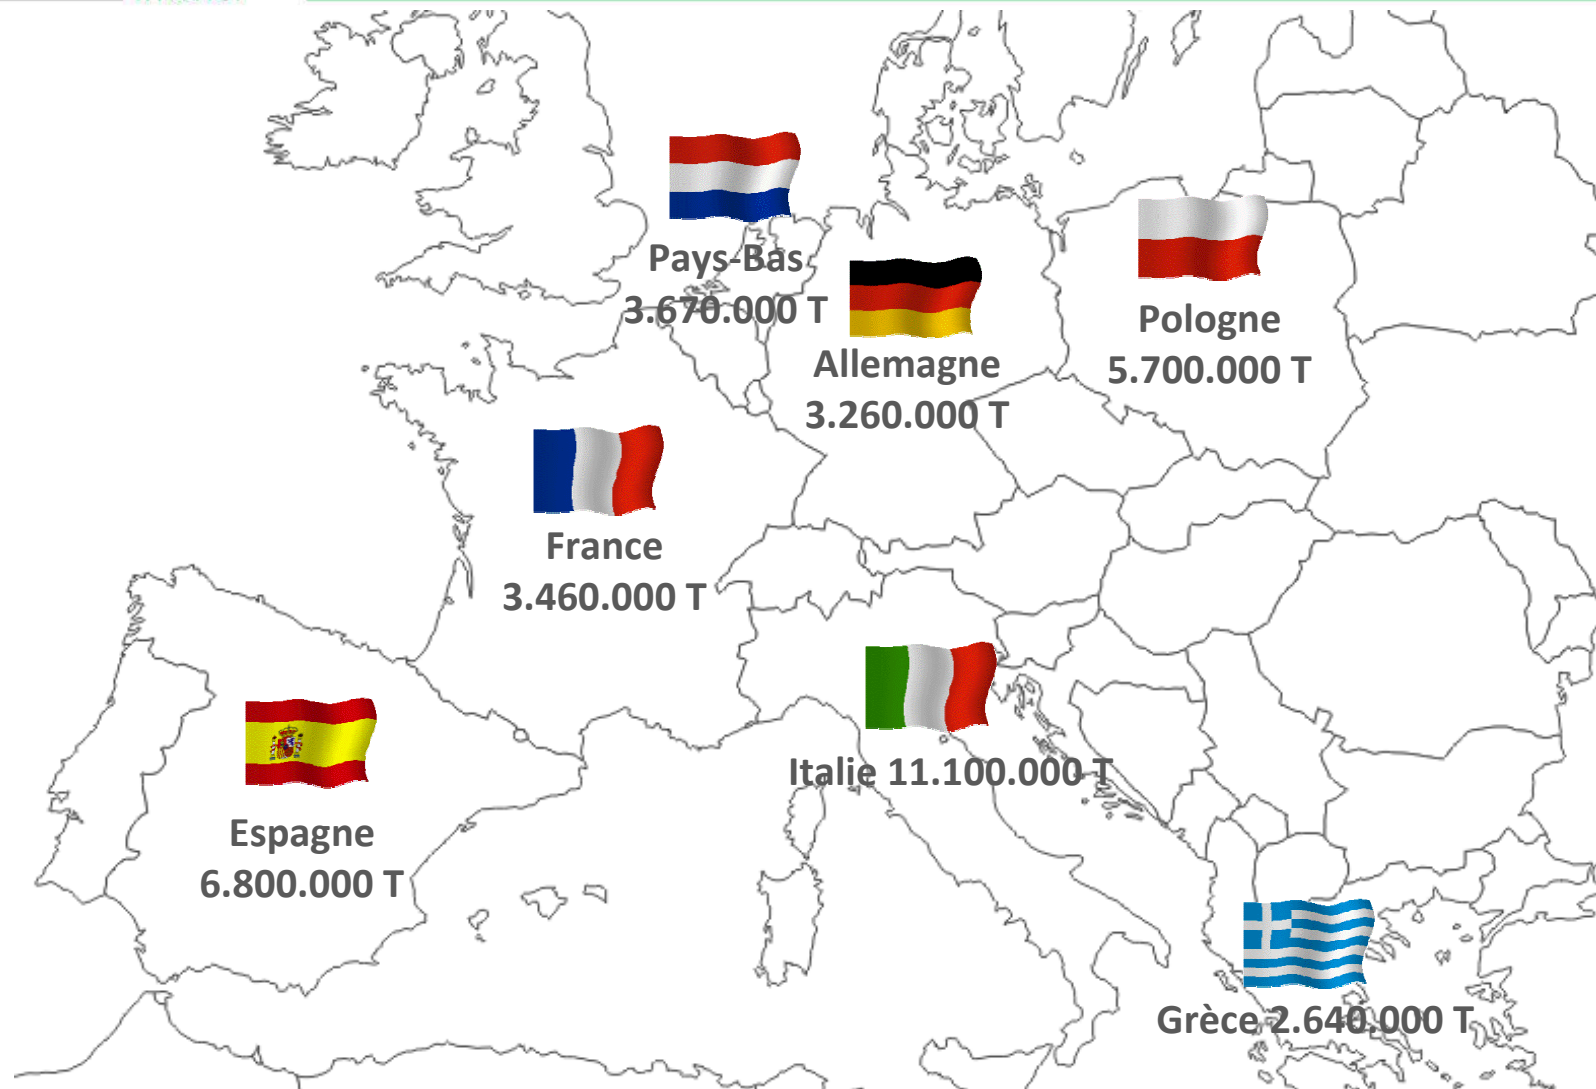 Pays-Bas
3.670.000 T
Allemagne
3.260.000 T
Pologne
5.700.000 T
France
3.460.000 T
Italie 11.100.000 T
Espagne
6.800.000 T
Grèce 2.640.000 T